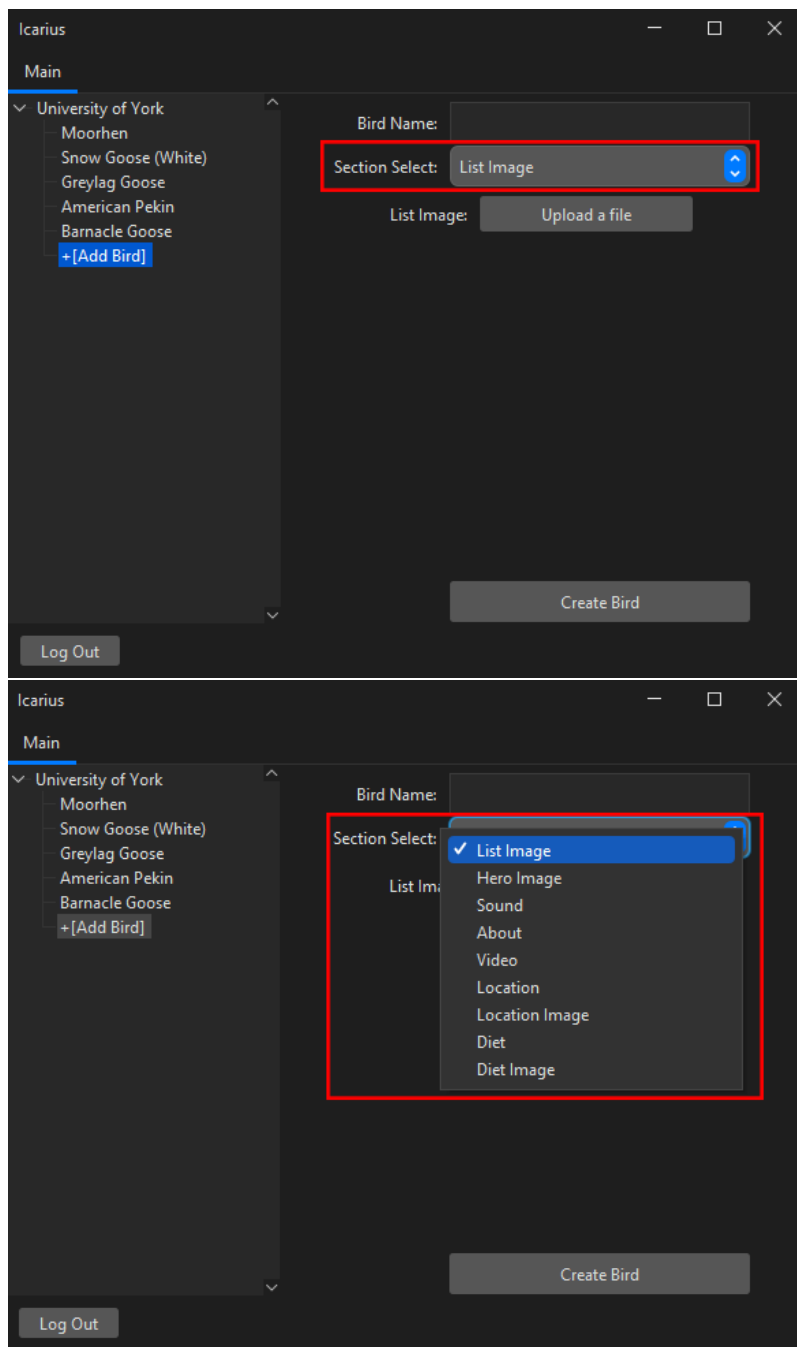 Icarius
Main
University of York
Moorhen
Snow Goose (White)
Greylag Goose
American Pekin
Barnacle Goose
+[Add Bird]
Bird Name:
Section Select: List Image
List Image: Upload a file
Create Bird
Log Out
Icarius
Main
University of York
Moorhen
Snow Goose (White)
Greylag Goose
American Pekin
Barnacle Goose
+[Add Bird]
Bird Name:
Section Select:
List Ima
List Image
Hero Image
Sound
About
Video
Location
Location Image
Diet
Diet Image
Create Bird
Log Out